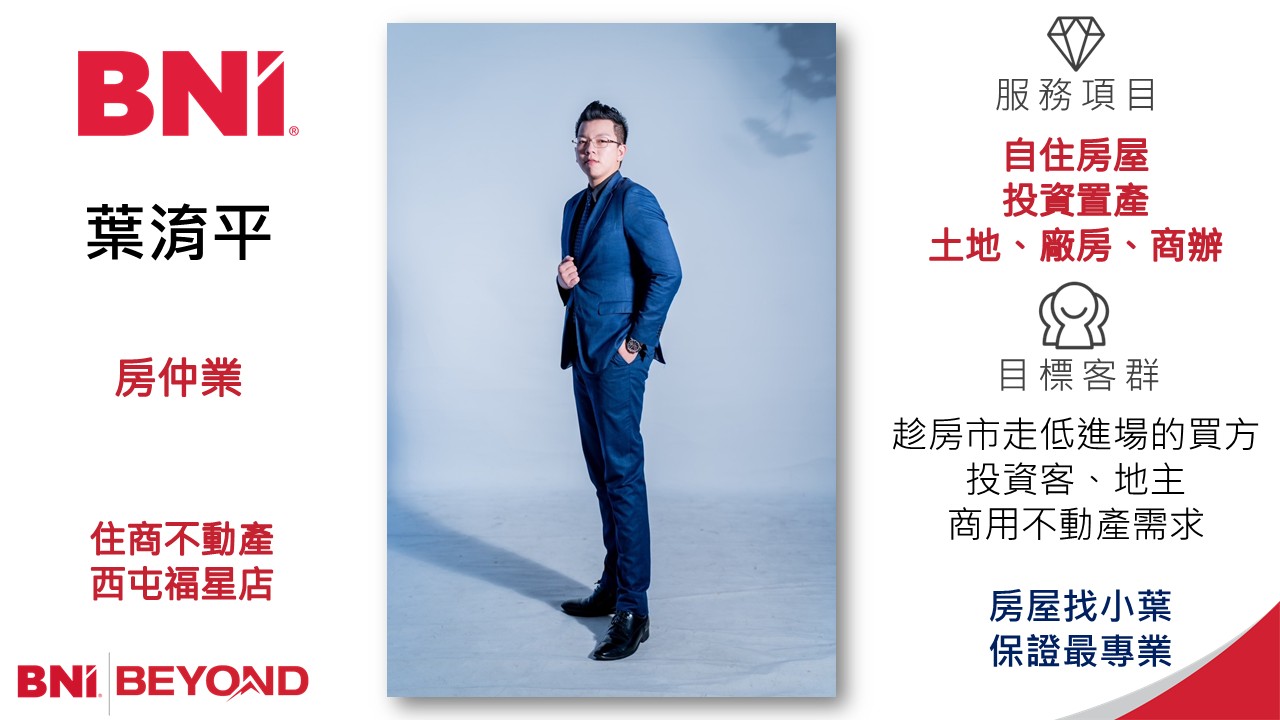 BNI®
葉淯平
房仲業
住商不動產
西屯福星店
BNI® BEYOND
服務項目
自住房屋
投資置產
土地、廠房、商辦
目標客群
趁房市走低進場的買方
投資客、地主
商用不動產需求
房屋找小葉
保證最專業